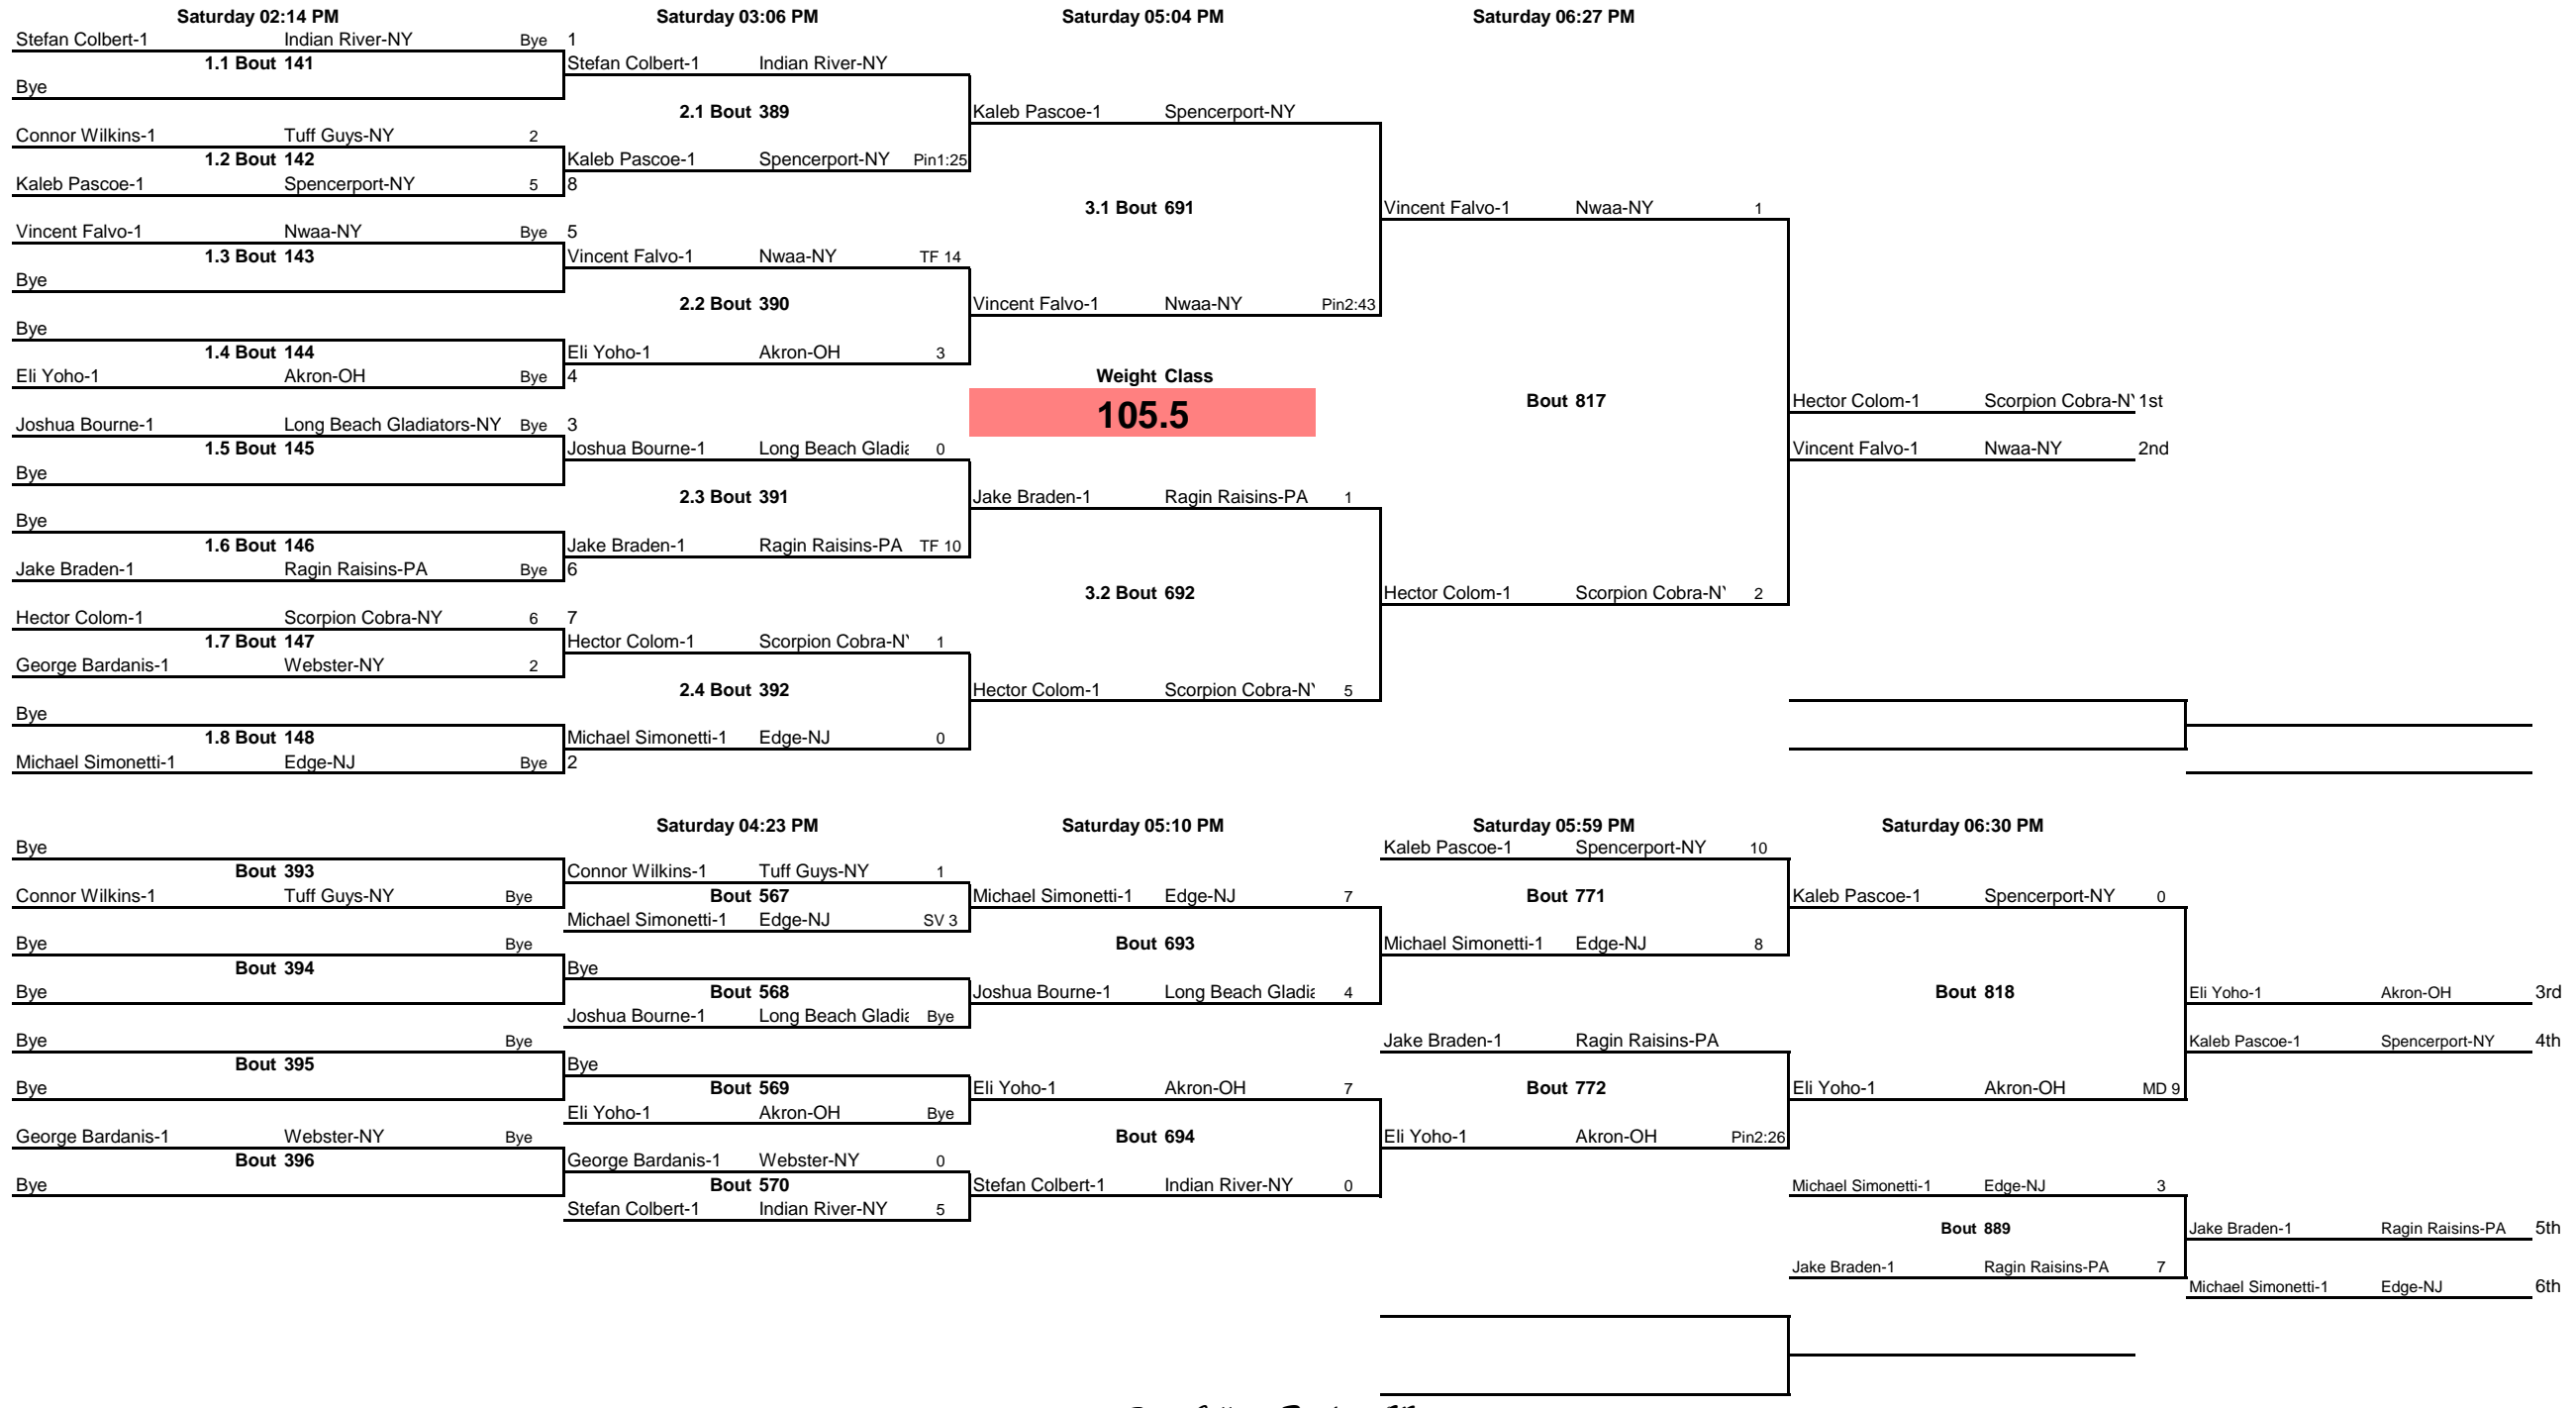 Saturday 02:14 PM Saturday 03:06 PM Saturday 05:04 PM Saturday 06:27 PM
Stefan Colbert-1 Indian River-NY Bye 1
1.1 Bout 141 Stefan Colbert-1 Indian River-NY
Bye
2.1 Bout 389 Kaleb Pascoe-1 Spencerport-NY
Connor Wilkins-1 Tuff Guys-NY 2
1.2 Bout 142 Kaleb Pascoe-1 Spencerport-NY Pin1:25
Kaleb Pascoe-1 Spencerport-NY 5 8
3.1 Bout 691 Vincent Falvo-1 Nwaa-NY 1
Vincent Falvo-1 Nwaa-NY Bye 5
1.3 Bout 143 Vincent Falvo-1 Nwaa-NY TF 14
Bye
2.2 Bout 390 Vincent Falvo-1 Nwaa-NY Pin2:43
Bye
1.4 Bout 144 Eli Yoho-1 Akron-OH 3
Eli Yoho-1 Akron-OH Bye 4 Weight Class
105.5 Bout 817 Hector Colom-1 Scorpion Cobra-N 1st
Joshua Bourne-1 Long Beach Gladiators-NY Bye 3
1.5 Bout 145 Joshua Bourne-1 Long Beach Gladi 0 Vincent Falvo-1 Nwaa-NY 2nd
Bye
2.3 Bout 391 Jake Braden-1 Ragin Raisins-PA 1
Bye
1.6 Bout 146 Jake Braden-1 Ragin Raisins-PA TF 10
Jake Braden-1 Ragin Raisins-PA Bye 6
3.2 Bout 692 Hector Colom-1 Scorpion Cobra-N 2
Hector Colom-1 Scorpion Cobra-NY 6 7
1.7 Bout 147 Hector Colom-1 Scorpion Cobra-N 1
George Bardanis-1 Webster-NY 2
2.4 Bout 392 Hector Colom-1 Scorpion Cobra-N 5
Bye
1.8 Bout 148 Michael Simonetti-1 Edge-NJ 0
Michael Simonetti-1 Edge-NJ Bye 2
Saturday 04:23 PM Saturday 05:10 PM Saturday 05:59 PM Saturday 06:30 PM
Bye Kaleb Pascoe-1 Spencerport-NY 10
Bout 393 Connor Wilkins-1 Tuff Guys-NY 1
Connor Wilkins-1 Tuff Guys-NY Bye Bout 567 Michael Simonetti-1 Edge-NJ 7 Bout 771 Kaleb Pascoe-1 Spencerport-NY 0
Michael Simonetti-1 Edge-NJ SV 3
Bye Bye Bout 693 Michael Simonetti-1 Edge-NJ 8
Bout 394 Bye
Bye Bout 568 Joshua Bourne-1 Long Beach Gladi 4 Bout 818 Eli Yoho-1 Akron-OH 3rd
Joshua Bourne-1 Long Beach Gladi Bye
Bye Bye Jake Braden-1 Ragin Raisins-PA Kaleb Pascoe-1 Spencerport-NY 4th
Bout 395 Bye
Bye Bout 569 Eli Yoho-1 Akron-OH 7 Bout 772 Eli Yoho-1 Akron-OH MD 9
Eli Yoho-1 Akron-OH Bye
George Bardanis-1 Webster-NY Bye Bout 694 Eli Yoho-1 Akron-OH Pin2:26
Bout 396 George Bardanis-1 Webster-NY 0
Bye Bout 570 Stefan Colbert-1 Indian River-NY 0 Michael Simonetti-1 Edge-NJ 3
Stefan Colbert-1 Indian River-NY 5
Bout 889 Jake Braden-1 Ragin Raisins-PA 5th
Jake Braden-1 Ragin Raisins-PA 7
Michael Simonetti-1 Edge-NJ 6th